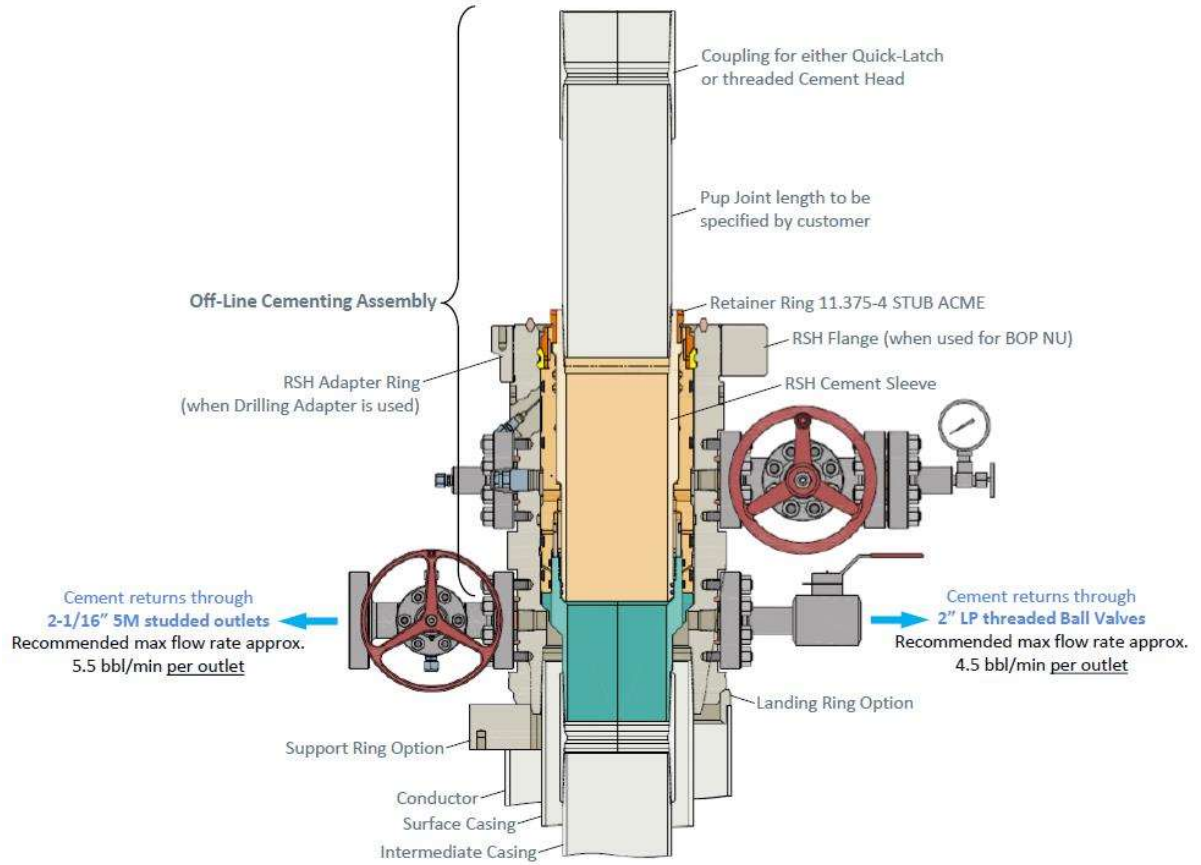 Coupling for either Quick-Latch
or threaded Cement Head
Pup Joint length to be
specified by customer
Off-Line Cementing Assembly
Retainer Ring 11.375-4 STUB ACME
RSH Flange (when used for BOP NU)
RSH Adapter Ring
(when Drilling Adapter is used)
RSH Cement Sleeve
Cement returns through
2-1/16” 5M studded outlets
Recommended max flow rate approx.
5.5 bbl/min per outlet
Cement returns through
2” LP threaded Ball Valves
Recommended max flow rate approx.
4.5 bbl/min per outlet
Landing Ring Option
Support Ring Option
Conductor
Surface Casing
Intermediate Casing